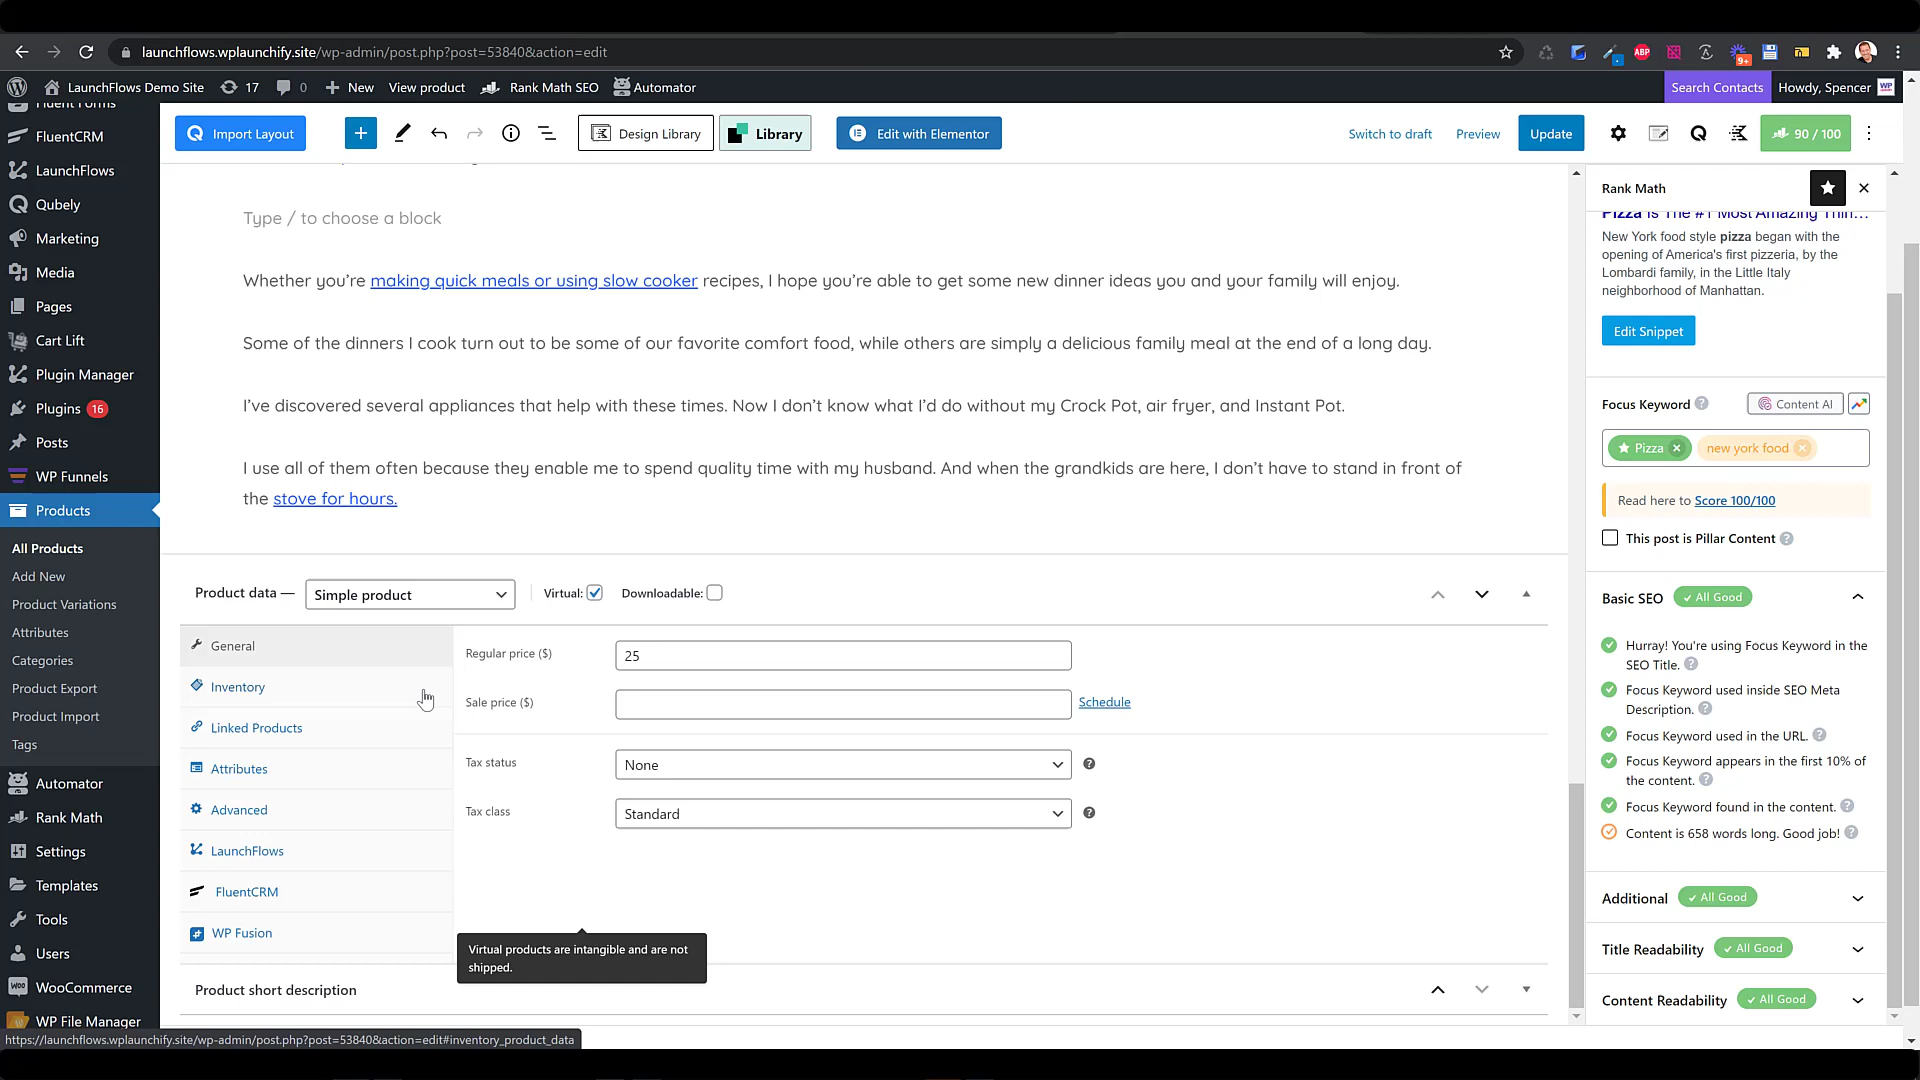 launchflows.wplaunchify.site/wp-admin/post.php?post=53840&action=edit
ABP
9+
LaunchFlows Demo Site
17
0
New
View product
Rank Math SEO
Automator
Search Contacts
Howdy, Spencer
WP
Fluent Forms
FluentCRM
LaunchFlows
Qubely
Marketing
Media
Pages
Cart Lift
Plugin Manager
Plugins 16
Posts
WP Funnels
Products
All Products
Add New
Product Variations
Attributes
Categories
Product Export
Product Import
Tags
Automator
Rank Math
Settings
Templates
Tools
Users
WooCommerce
WP File Manager
Import Layout
Design Library
Library
Edit with Elementor
Switch to draft
Preview
Update
90 / 100
Type / to choose a block
Whether you're making quick meals or using slow cooker recipes, I hope you're able to get some new dinner ideas you and your family will enjoy.
Some of the dinners I cook turn out to be some of our favorite comfort food, while others are simply a delicious family meal at the end of a long day.
I've discovered several appliances that help with these times. Now I don't know what I'd do without my Crock Pot, air fryer, and Instant Pot.
I use all of them often because they enable me to spend quality time with my husband. And when the grandkids are here, I don't have to stand in front of
the stove for hours.
Product data —
Simple product
Virtual:
Downloadable:
General
Inventory
Linked Products
Attributes
Advanced
LaunchFlows
FluentCRM
WP Fusion
Regular price ($)
25
Sale price ($)
Schedule
Tax status
None
Tax class
Standard
Virtual products are intangible and are not
shipped.
Product short description
https://launchflows.wplaunchify.site/wp-admin/post.php?post=53840&action=edit#inventory_product_data
Rank Math
Pizza Is The #1 Most Amazing Thin...
New York food style pizza began with the
opening of America's first pizzeria, by the
Lombardi family, in the Little Italy
neighborhood of Manhattan.
Edit Snippet
Focus Keyword
Content AI
Pizza
new york food
Read here to Score 100/100
This post is Pillar Content
Basic SEO
All Good
Hurray! You're using Focus Keyword in the
SEO Title.
Focus Keyword used inside SEO Meta
Description.
Focus Keyword used in the URL.
Focus Keyword appears in the first 10% of
the content.
Focus Keyword found in the content.
Content is 658 words long. Good job!
Additional
All Good
Title Readability
All Good
Content Readability
All Good